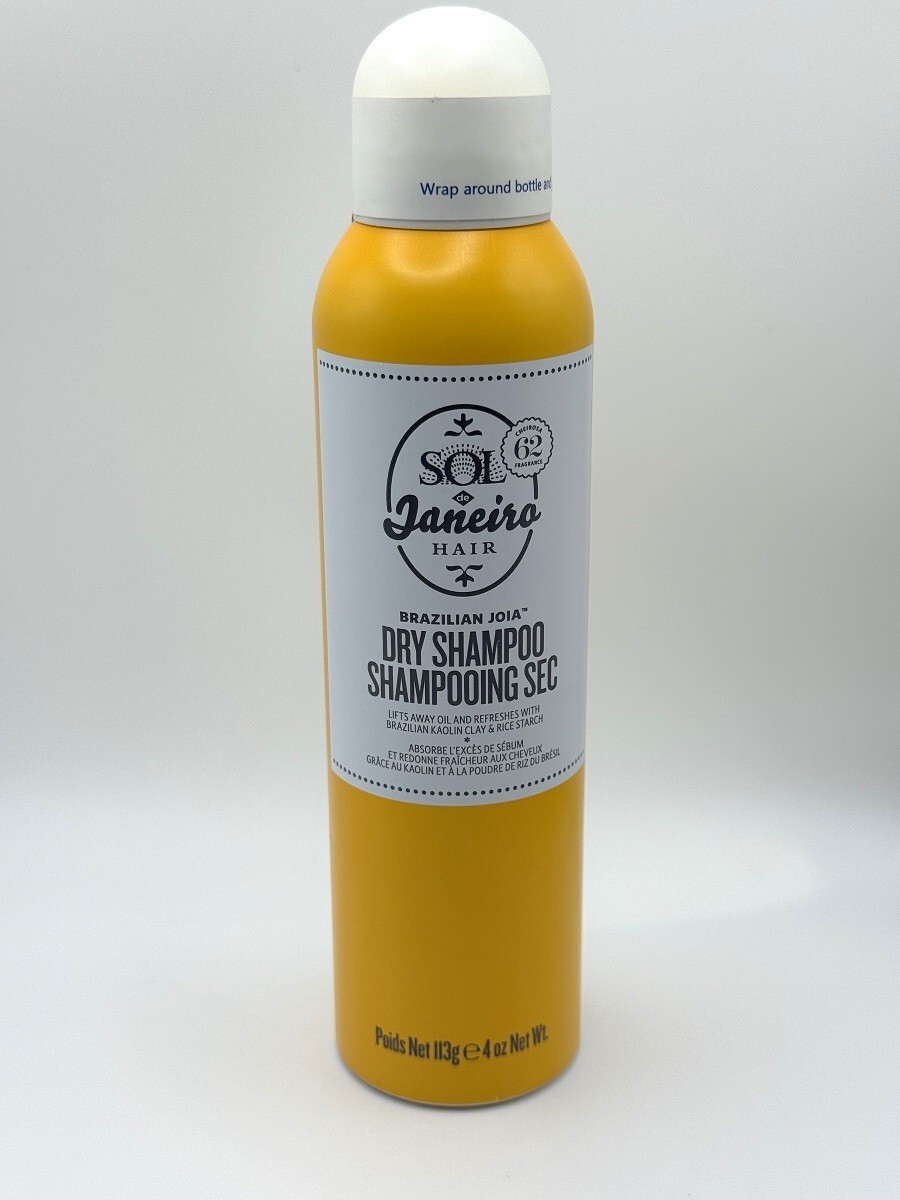 Wrap around bottle and
CHEIROSA
62
FRAGRANCE
SOL
de
Janeiro
HAIR
BRAZILIAN JOIA™
DRY SHAMPOO
SHAMPOOING SEC
LIFTS AWAY OIL AND REFRESHES WITH
BRAZILIAN KAOLIN CLAY & RICE STARCH
*
ABSORBE L'EXCÈS DE SÉBUM
ET REDONNE FRAÎCHEUR AUX CHEVEUX
GRÂCE AU KAOLIN ET À LA POUDRE DE RIZ DU BRÉSIL
Poids Net 113g ℮ 4 oz Net Wt.